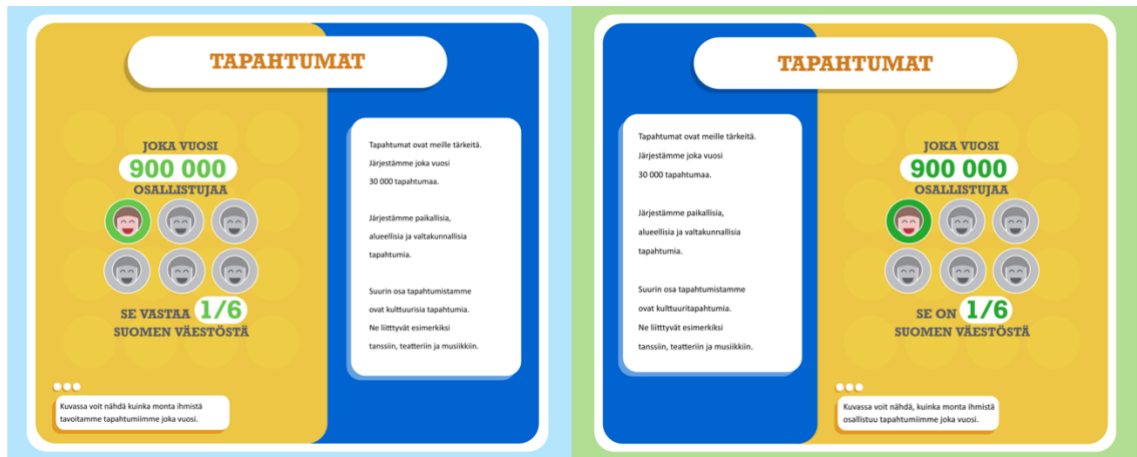 TAPAHTUMAT
JOKA VUOSI
900 000
OSALLISTUJAA
SE VASTAA 1/6
SUOMEN VÄESTÖSTÄ
Kuvassa voit nähdä kuinka monta ihmistä
tavoitamme tapahtumiimme joka vuosi.
Tapahtumat ovat meille tärkeitä.
Järjestämme joka vuosi
30 000 tapahtumaa.
Järjestämme paikallisia,
alueellisia ja valtakunnallisia
tapahtumia.
Suurin osa tapahtumistamme
ovat kulttuurisia tapahtumia.
Ne liitttyvät esimerkiksi
tanssiin, teatteriin ja musiikkiin.
TAPAHTUMAT
Tapahtumat ovat meille tärkeitä.
Järjestämme joka vuosi
30 000 tapahtumaa.
Järjestämme paikallisia,
alueellisia ja valtakunnallisia
tapahtumia.
Suurin osa tapahtumistamme
ovat kulttuuritapahtumia.
Ne liitttyvät esimerkiksi
tanssiin, teatteriin ja musiikkiin.
JOKA VUOSI
900 000
OSALLISTUJAA
SE ON 1/6
SUOMEN VÄESTÖSTÄ
Kuvassa voit nähdä, kuinka monta ihmistä
osallistuu tapahtumiimme joka vuosi.